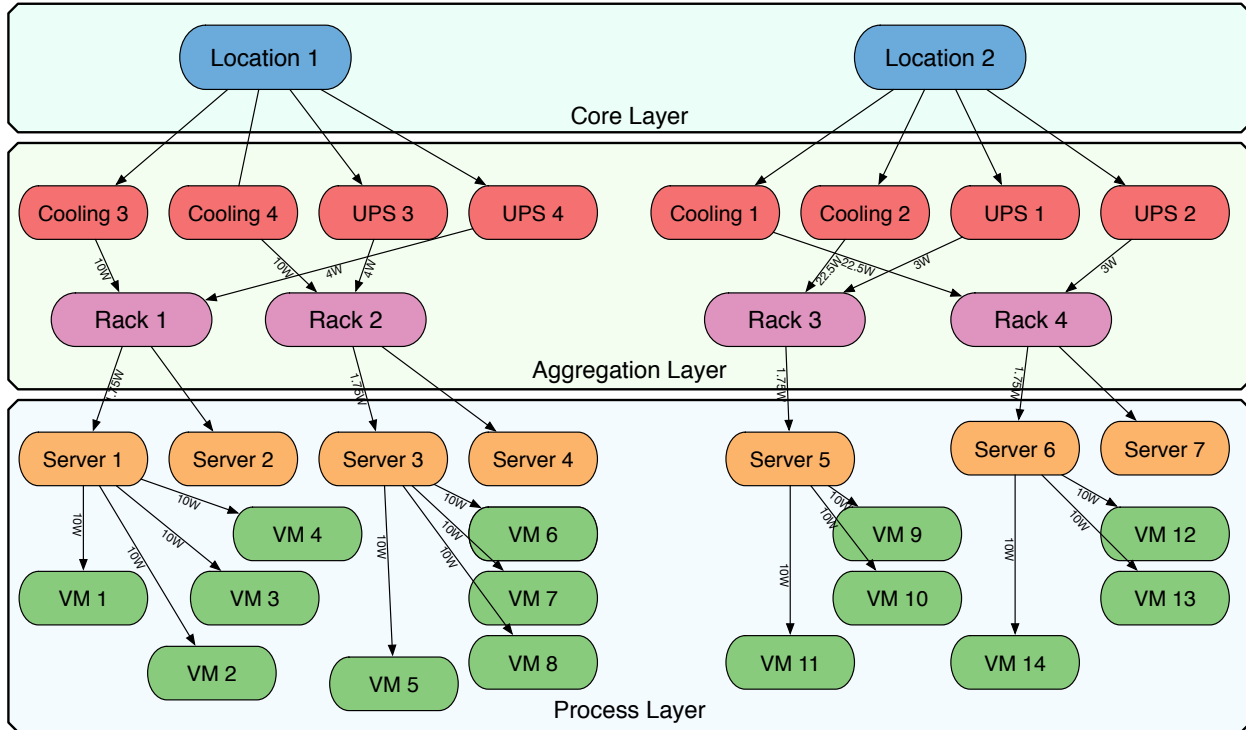 Location 1
Location 2
Core Layer
Cooling 3
Cooling 4
UPS 3
UPS 4
Cooling 1
Cooling 2
UPS 1
UPS 2
10W
10W
4W
4W
22.5W
22.5W
3W
3W
Rack 1
Rack 2
Rack 3
Rack 4
Aggregation Layer
1.75W
1.75W
1.75W
1.75W
Server 1
Server 2
Server 3
Server 4
Server 5
Server 6
Server 7
10W
10W
10W
10W
10W
10W
10W
10W
10W
10W
10W
10W
10W
10W
VM 4
VM 6
VM 9
VM 12
VM 1
VM 3
VM 7
VM 10
VM 13
VM 2
VM 5
VM 8
VM 11
VM 14
Process Layer